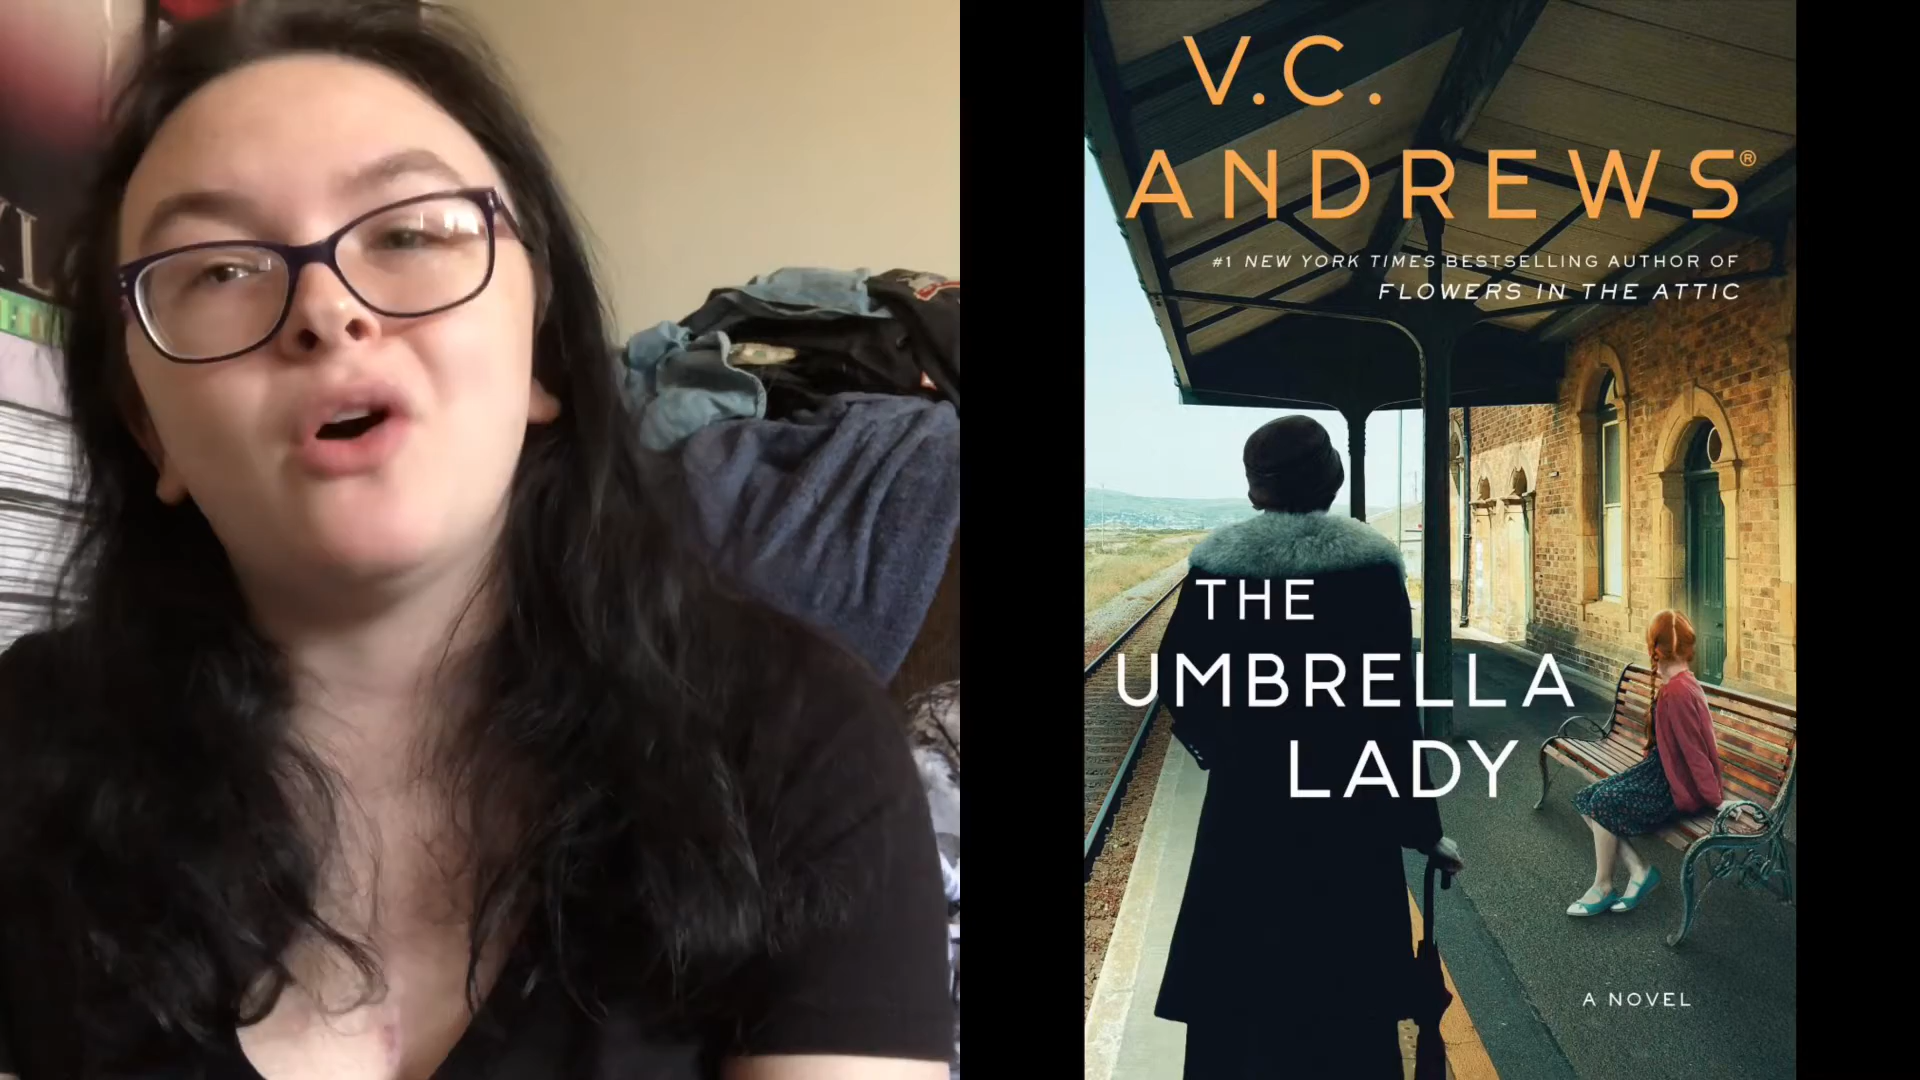 V.C.
ANDREWS®
#1 NEW YORK TIMES BESTSELLING AUTHOR OF
FLOWERS IN THE ATTIC
THE
UMBRELLA
LADY
A NOVEL